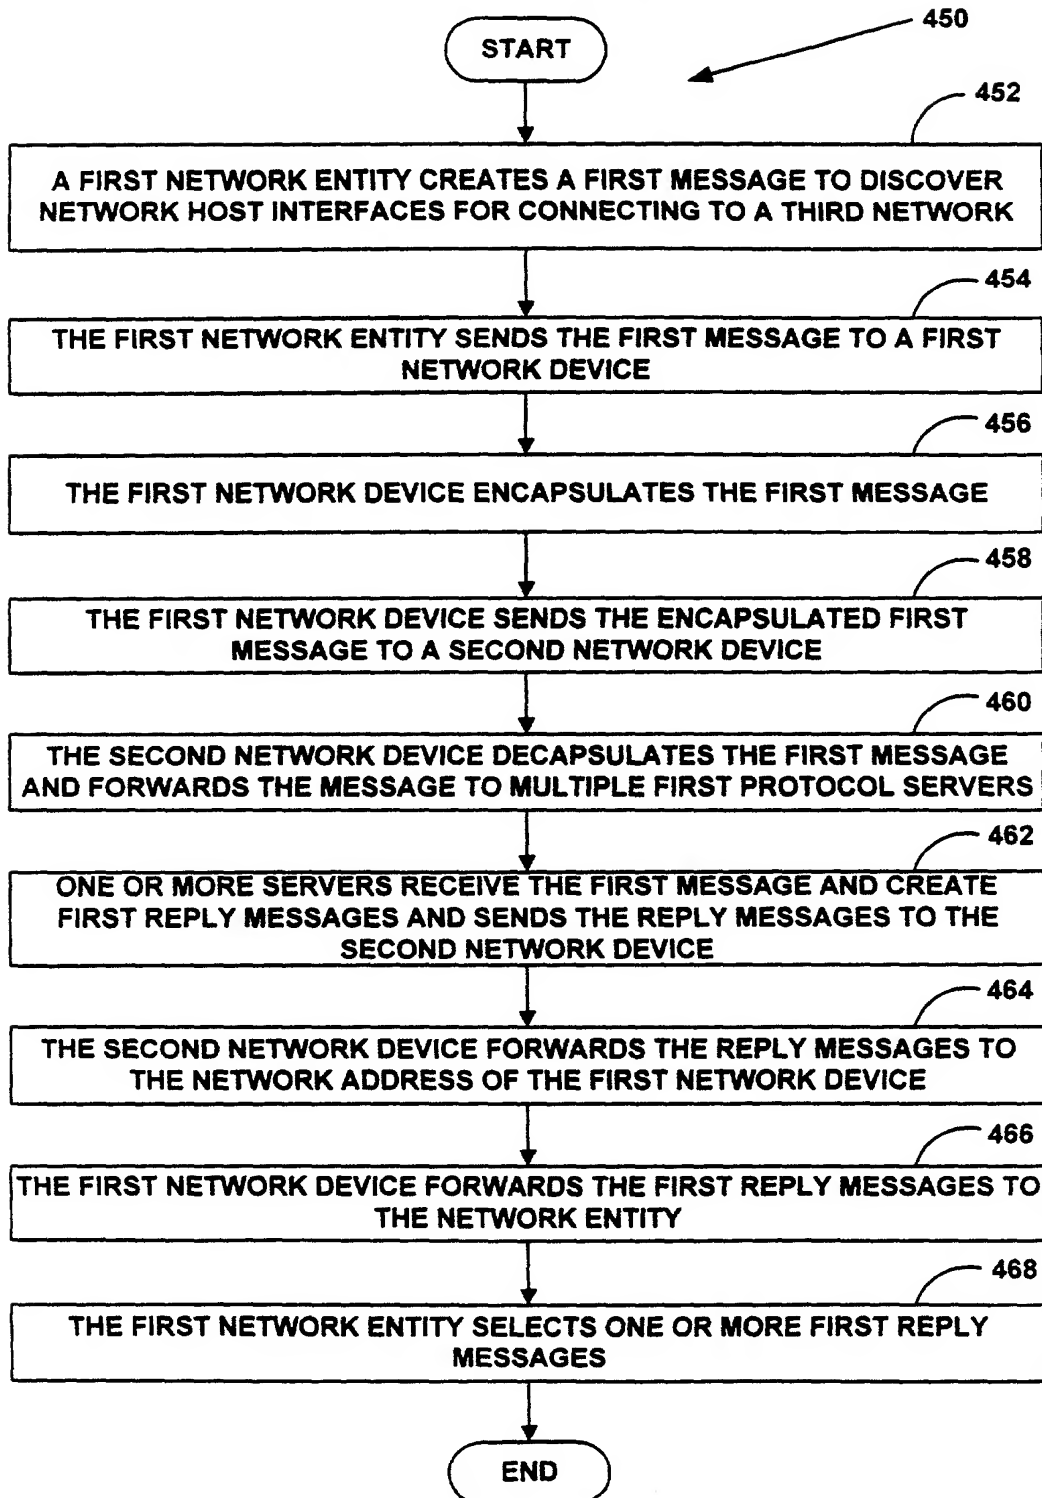 START
450
452
A FIRST NETWORK ENTITY CREATES A FIRST MESSAGE TO DISCOVER
NETWORK HOST INTERFACES FOR CONNECTING TO A THIRD NETWORK
454
THE FIRST NETWORK ENTITY SENDS THE FIRST MESSAGE TO A FIRST
NETWORK DEVICE
456
THE FIRST NETWORK DEVICE ENCAPSULATES THE FIRST MESSAGE
458
THE FIRST NETWORK DEVICE SENDS THE ENCAPSULATED FIRST
MESSAGE TO A SECOND NETWORK DEVICE
460
THE SECOND NETWORK DEVICE DECAPSULATES THE FIRST MESSAGE
AND FORWARDS THE MESSAGE TO MULTIPLE FIRST PROTOCOL SERVERS
462
ONE OR MORE SERVERS RECEIVE THE FIRST MESSAGE AND CREATE
FIRST REPLY MESSAGES AND SENDS THE REPLY MESSAGES TO THE
SECOND NETWORK DEVICE
464
THE SECOND NETWORK DEVICE FORWARDS THE REPLY MESSAGES TO
THE NETWORK ADDRESS OF THE FIRST NETWORK DEVICE
466
THE FIRST NETWORK DEVICE FORWARDS THE FIRST REPLY MESSAGES TO
THE NETWORK ENTITY
468
THE FIRST NETWORK ENTITY SELECTS ONE OR MORE FIRST REPLY
MESSAGES
END